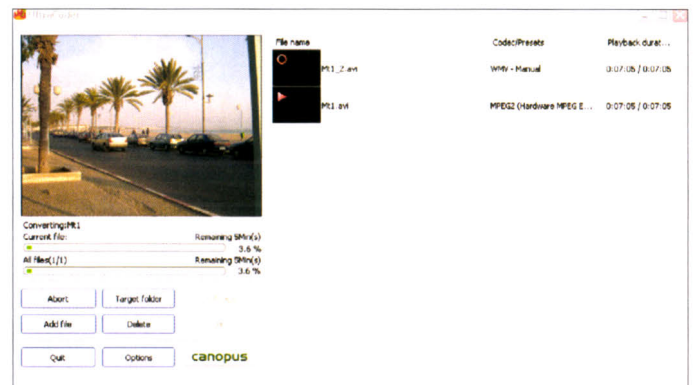 File name Codec/Presets Playback durat...
Mt1_2.avi WMV - Manual 0:07:05 / 0:07:05
Mt1.avi MPEG2 (Hardware MPEG E... 0:07:05 / 0:07:05
Converting:Mt1
Current file: Remaining 5Min(s)
3.6 %
All files(1/1) Remaining 5Min(s)
3.6 %
Abort Target folder
Add file Delete
Quit Options canopus